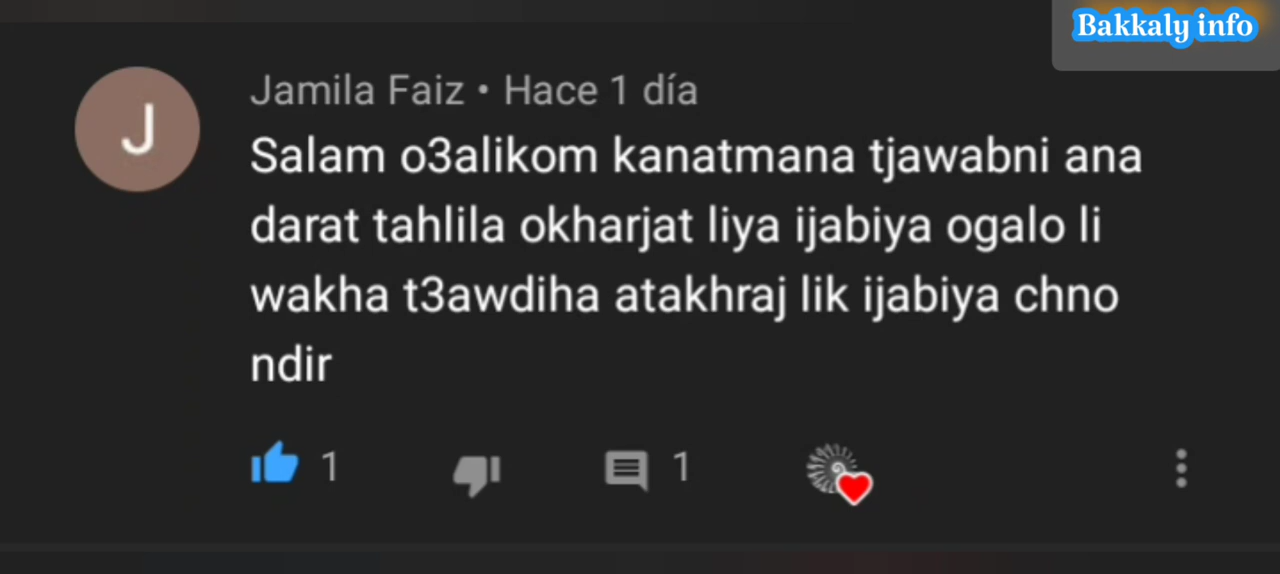 Bakkaly info
Jamila Faiz • Hace 1 día
J
Salam o3alikom kanatmana tjawabni ana
darat tahlila okharjat liya ijabiya ogalo li
wakha t3awdiha atakhraj lik ijabiya chno
ndir
1 1